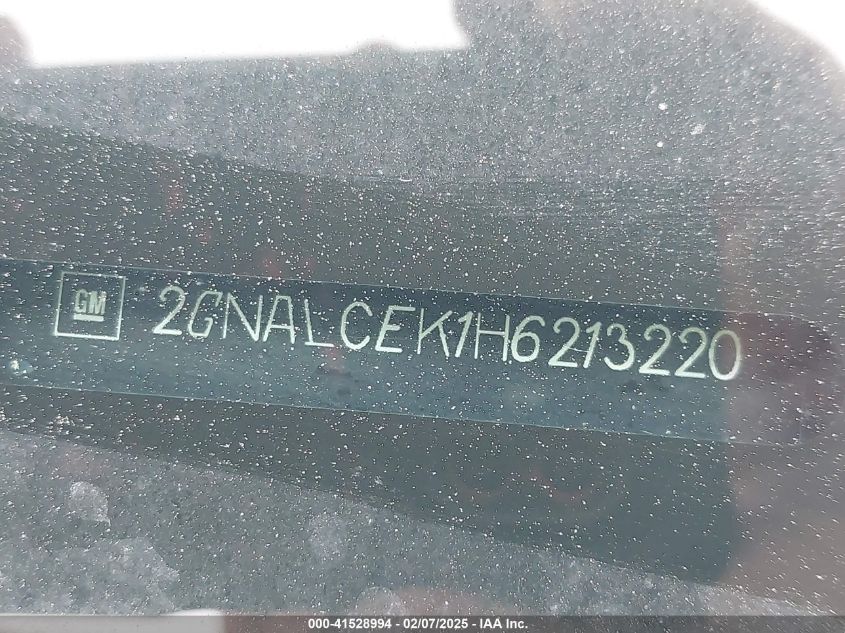 GM
2GNALCEK1H6213220
000-41528994 - 02/07/2025 - IAA Inc.